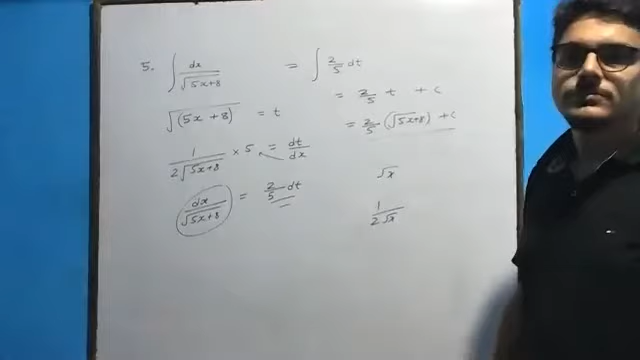 5. ∫ dx/√5x+8 = ∫ 2/5 dt
√(5x+8) = t
1/2√5x+8 × 5 = dt/dx
dx/√5x+8 = 2/5 dt
= 2/5 t + c
= 2/5 (√5x+8) + c
√x
1/2√x